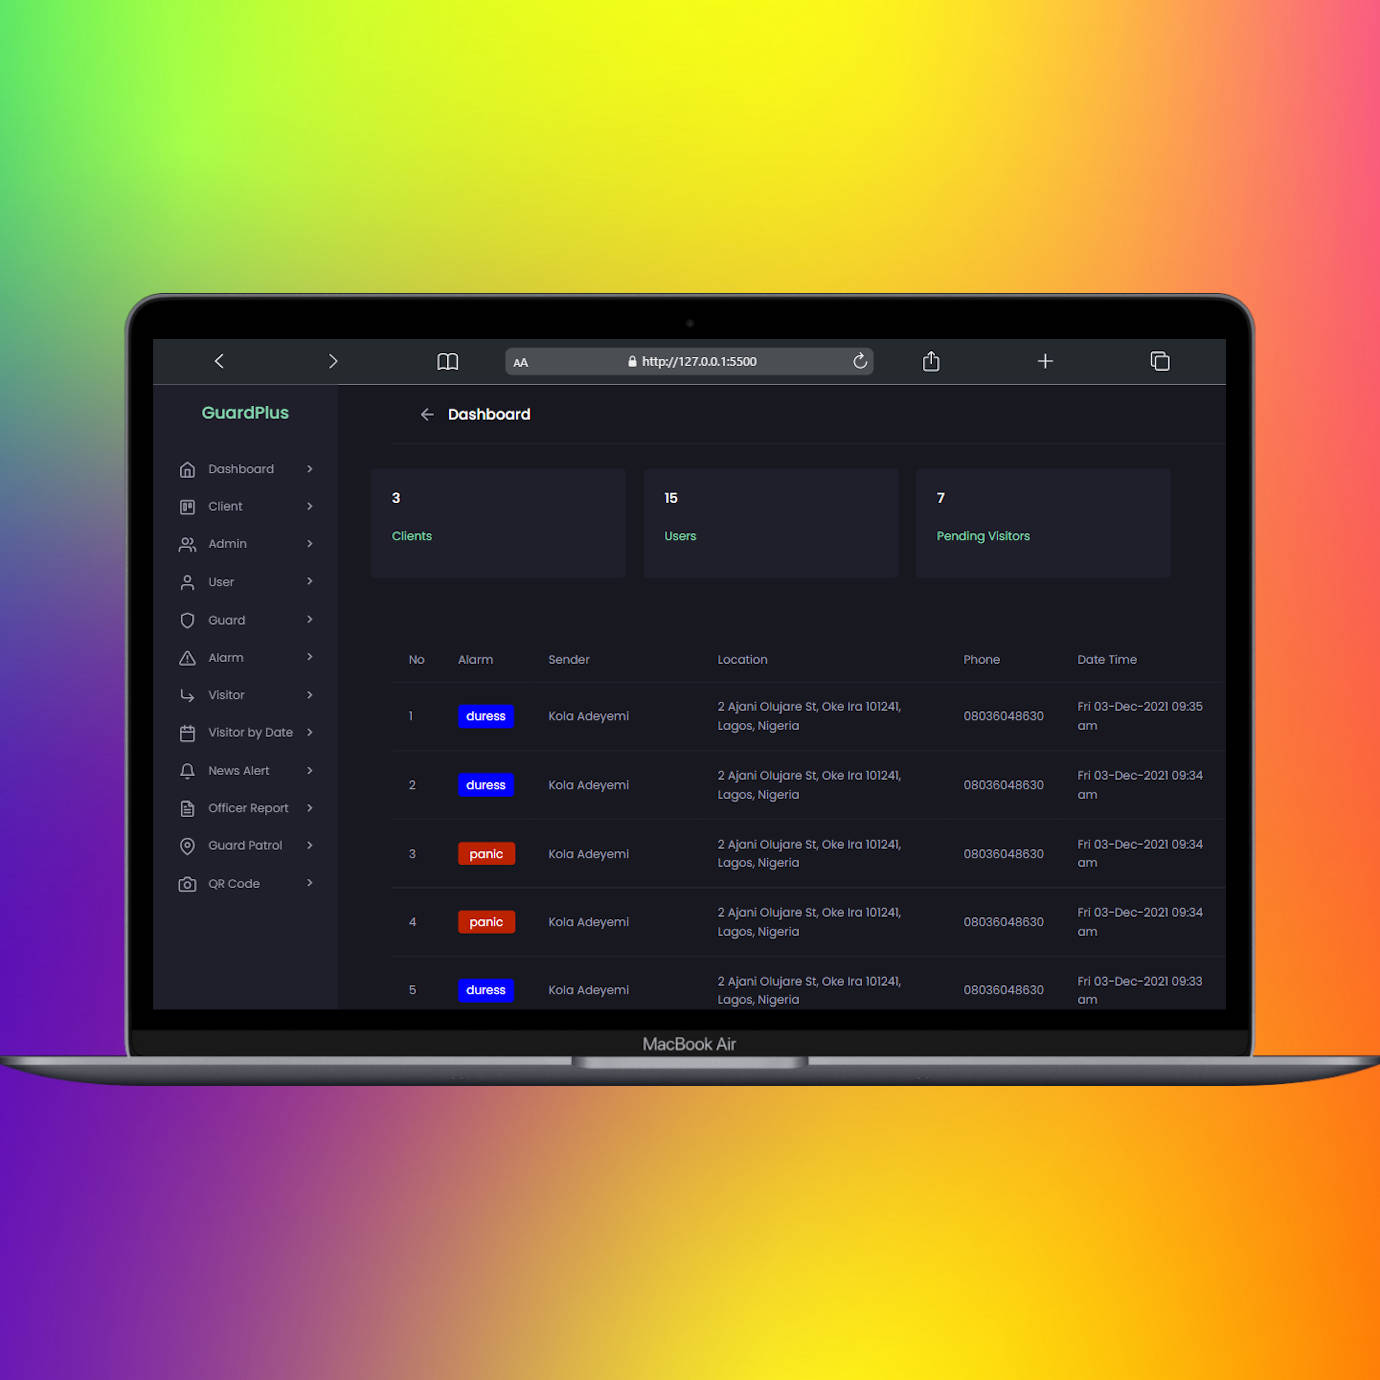 AA http://127.0.0.1:5500
GuardPlus
Dashboard
Client
Admin
User
Guard
Alarm
Visitor
Visitor by Date
News Alert
Officer Report
Guard Patrol
QR Code
Dashboard
3
Clients
15
Users
7
Pending Visitors
No Alarm Sender Location Phone Date Time
1 duress Kola Adeyemi 2 Ajani Olujare St, Oke Ira 101241, 08036048630 Fri 03-Dec-2021 09:35
Lagos, Nigeria am
2 duress Kola Adeyemi 2 Ajani Olujare St, Oke Ira 101241, 08036048630 Fri 03-Dec-2021 09:34
Lagos, Nigeria am
3 panic Kola Adeyemi 2 Ajani Olujare St, Oke Ira 101241, 08036048630 Fri 03-Dec-2021 09:34
Lagos, Nigeria am
4 panic Kola Adeyemi 2 Ajani Olujare St, Oke Ira 101241, 08036048630 Fri 03-Dec-2021 09:34
Lagos, Nigeria am
5 duress Kola Adeyemi 2 Ajani Olujare St, Oke Ira 101241, 08036048630 Fri 03-Dec-2021 09:33
Lagos, Nigeria am
MacBook Air